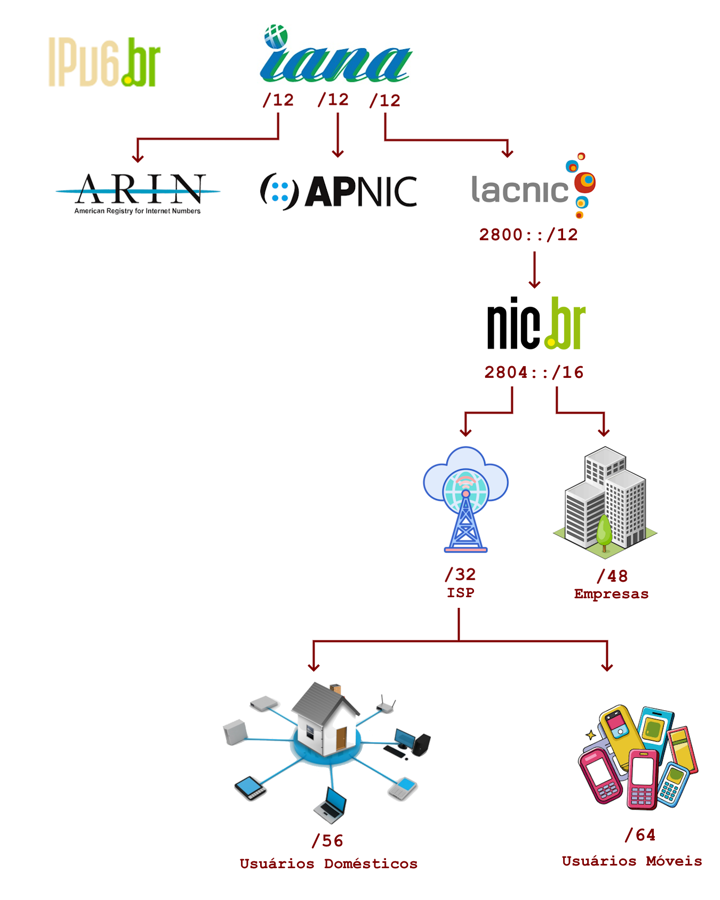 IPv6.br
iana
/12
/12
/12
ARIN
American Registry for Internet Numbers
APNIC
lacnic
2800::/12
nic.br
2804::/16
/32
ISP
/48
Empresas
/56
Usuários Domésticos
/64
Usuários Móveis